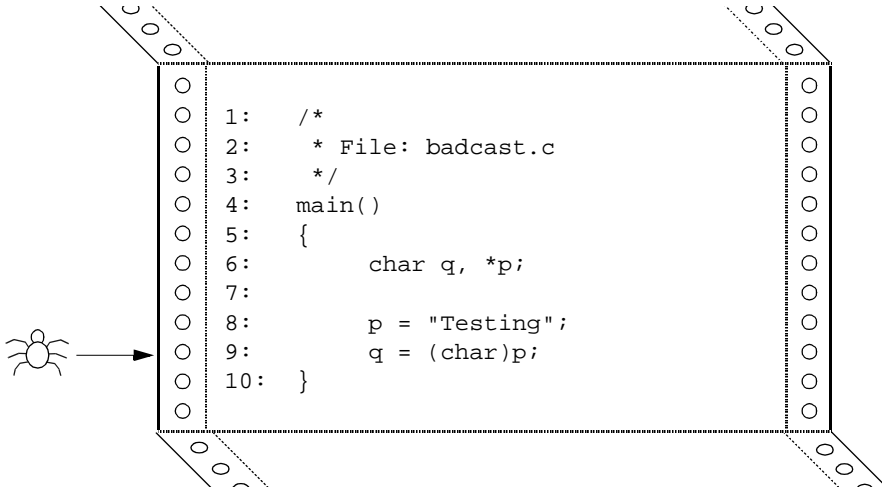 1: /*
2: * File: badcast.c
3: */
4: main()
5: {
6: char q, *p;
7:
8: p = "Testing";
9: q = (char)p;
10: }